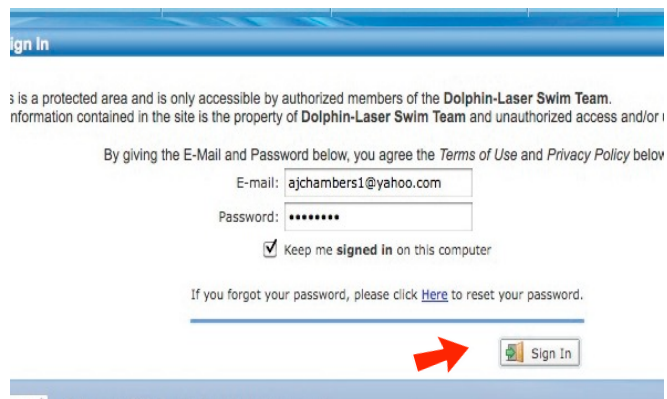 ign In
s is a protected area and is only accessible by authorized members of the Dolphin-Laser Swim Team.
nformation contained in the site is the property of Dolphin-Laser Swim Team and unauthorized access and/or
By giving the E-Mail and Password below, you agree the Terms of Use and Privacy Policy below
E-mail: ajchambers1@yahoo.com
Password: ••••••••
Keep me signed in on this computer
If you forgot your password, please click Here to reset your password.
Sign In